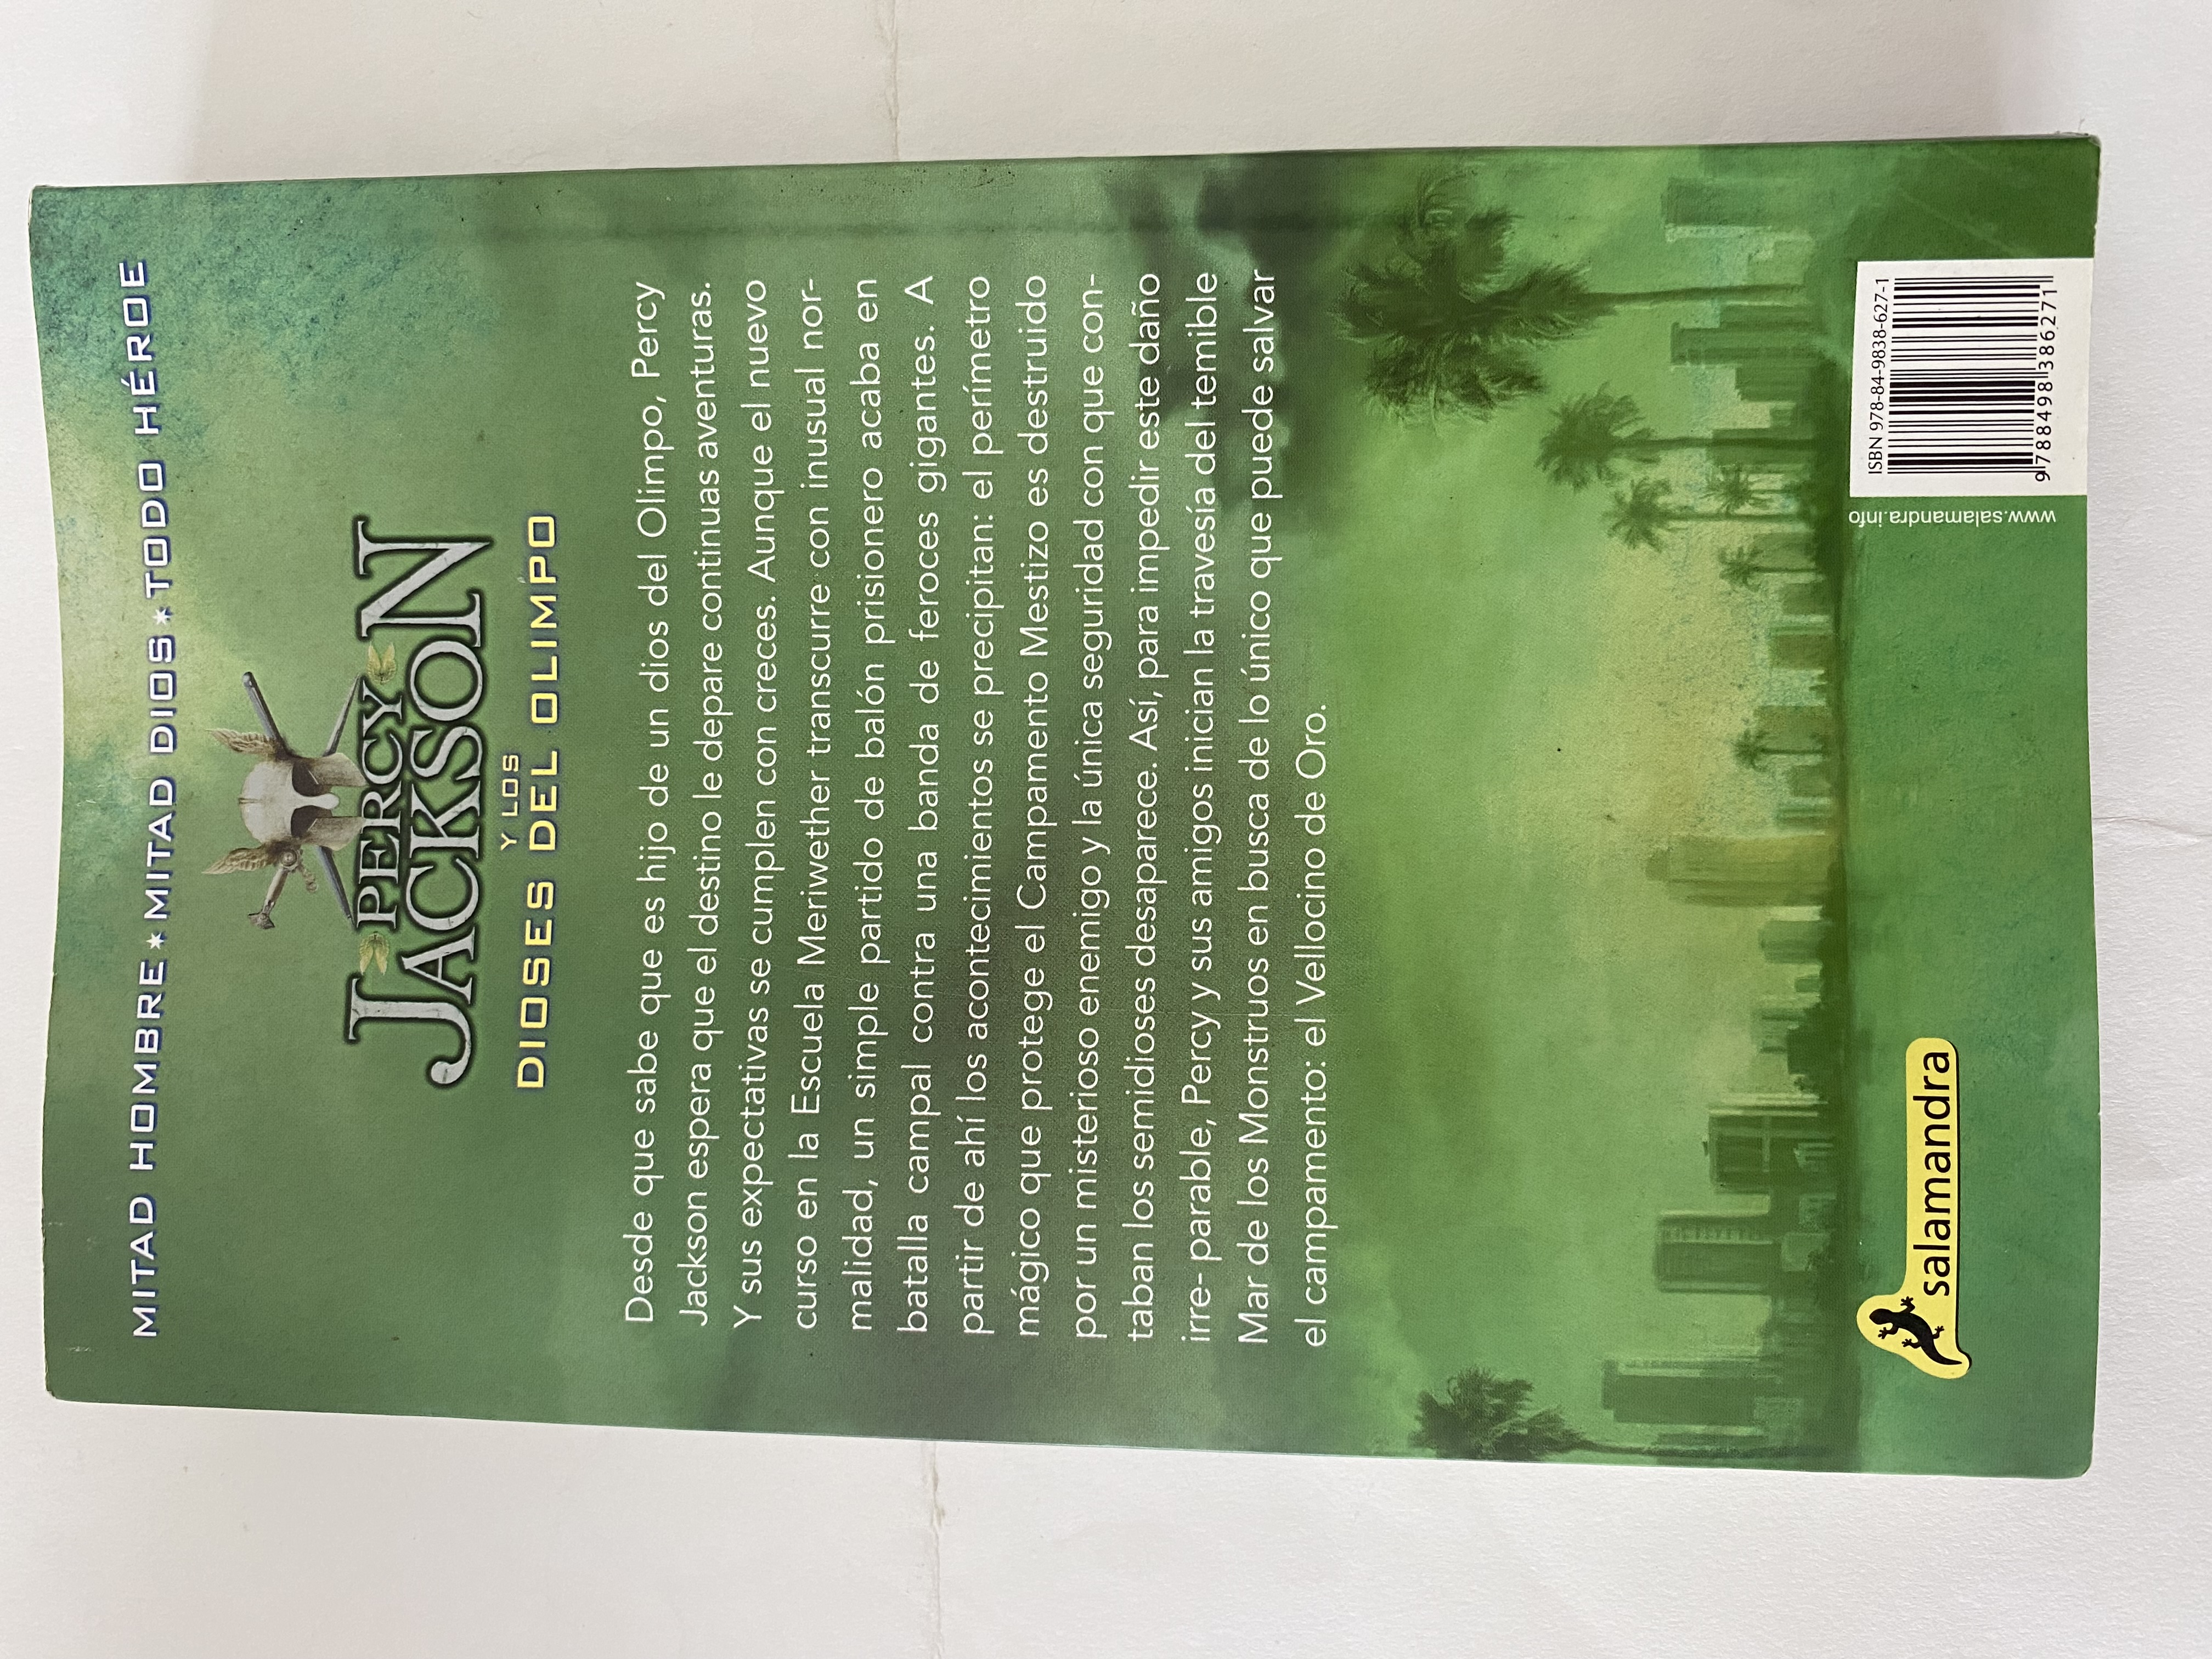 MITAD HOMBRE * MITAD DIOS * TODO HÉROE
PERCY
JACKSON
Y LOS
DIOSES DEL OLIMPO
Desde que sabe que es hijo de un dios del Olimpo, Percy
Jackson espera que el destino le depare continuas aventuras.
Y sus expectativas se cumplen con creces. Aunque el nuevo
curso en la Escuela Meriwether transcurre con inusual nor-
malidad, un simple partido de balón prisionero acaba en
batalla campal contra una banda de feroces gigantes. A
partir de ahí los acontecimientos se precipitan: el perímetro
mágico que protege el Campamento Mestizo es destruido
por un misterioso enemigo y la única seguridad con que con-
taban los semidioses desaparece. Así, para impedir este daño
irre- parable, Percy y sus amigos inician la travesía del temible
Mar de los Monstruos en busca de lo único que puede salvar
el campamento: el Vellocino de Oro.
salamandra
www.salamandra.info
ISBN 978-84-9838-627-1
9 788498 386271